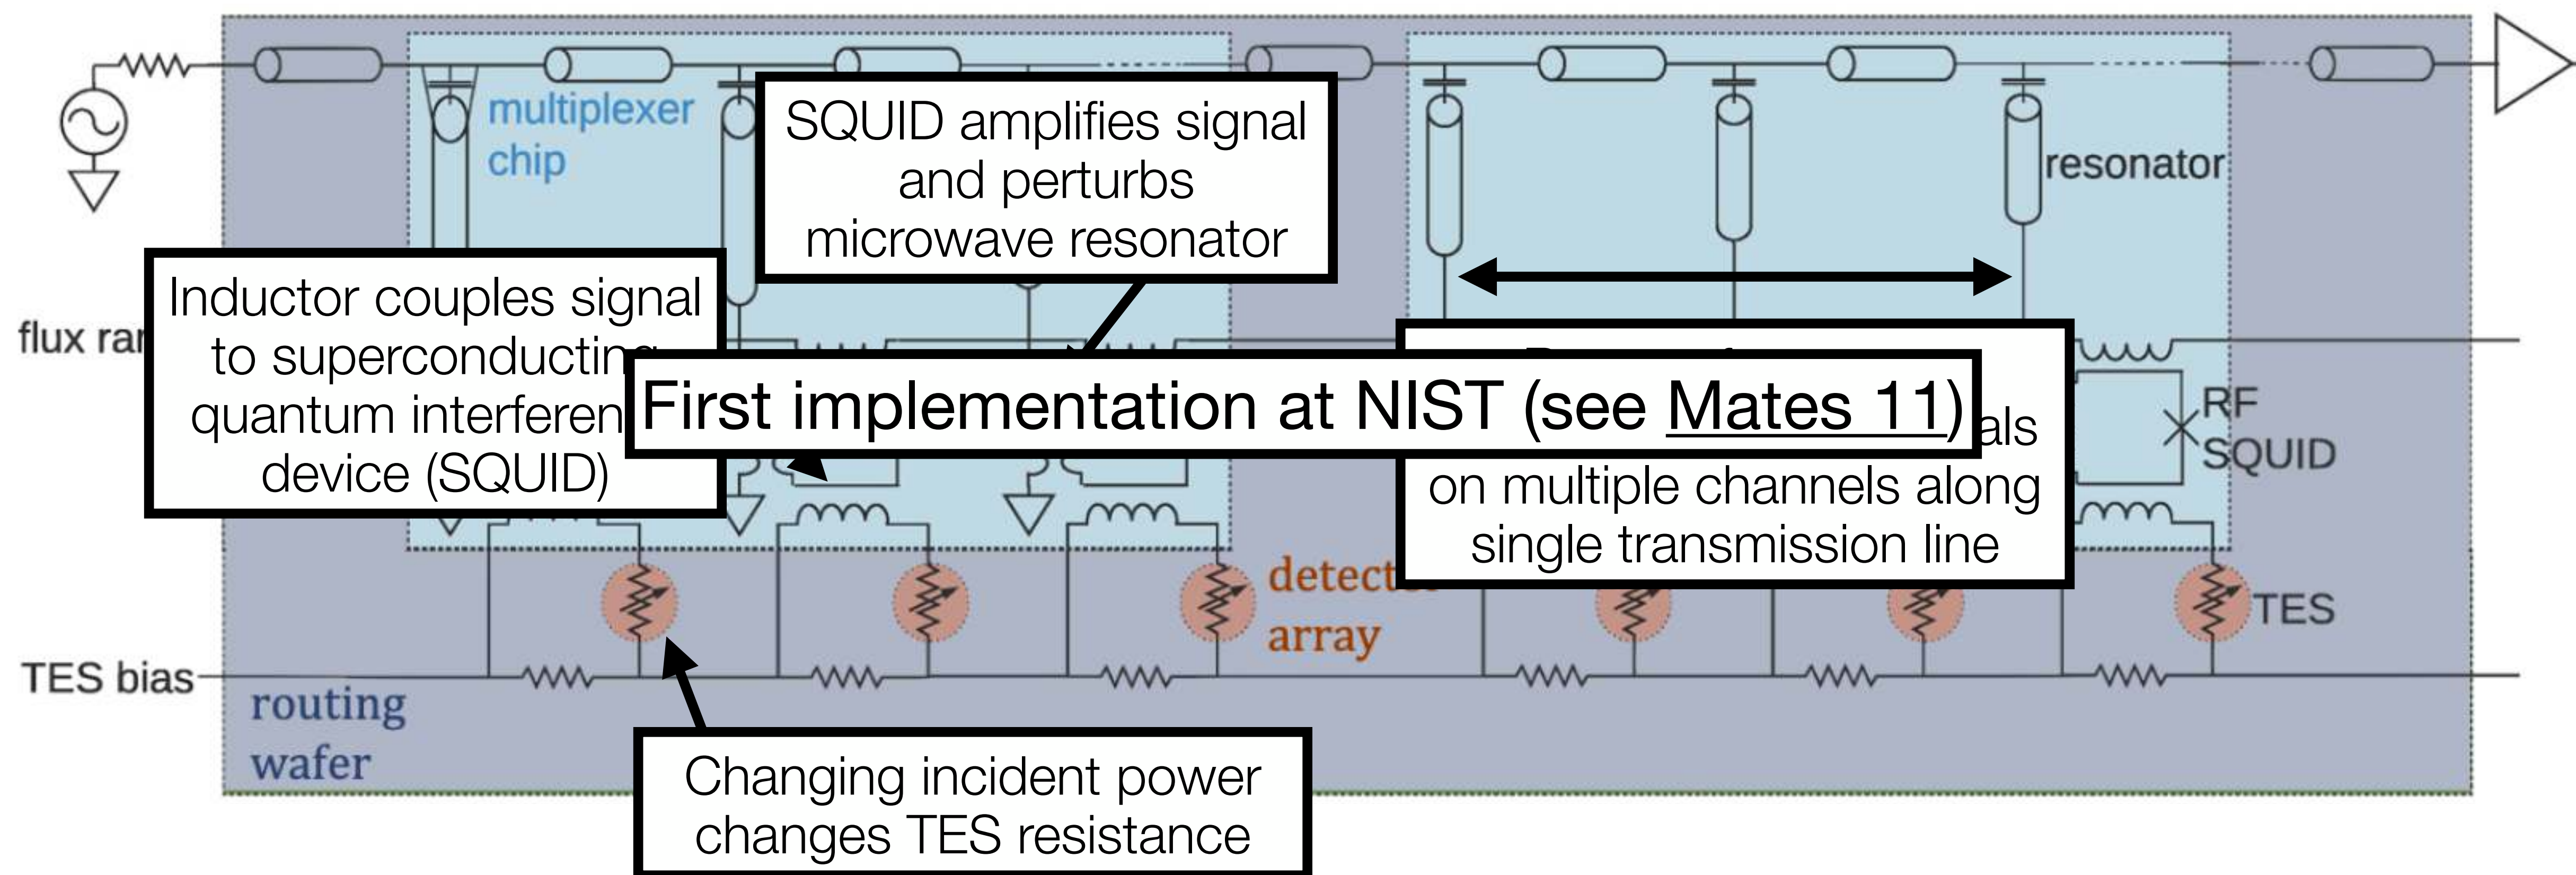 multiplexer
chip
SQUID amplifies signal
and perturbs
microwave resonator
resonator
Inductor couples signal
to superconducting
quantum interferen
device (SQUID)
flux
First implementation at NIST (see Mates 11)
als
on multiple channels along
single transmission line
RF
SQUID
detect
array
TES
TES bias
routing
wafer
Changing incident power
changes TES resistance